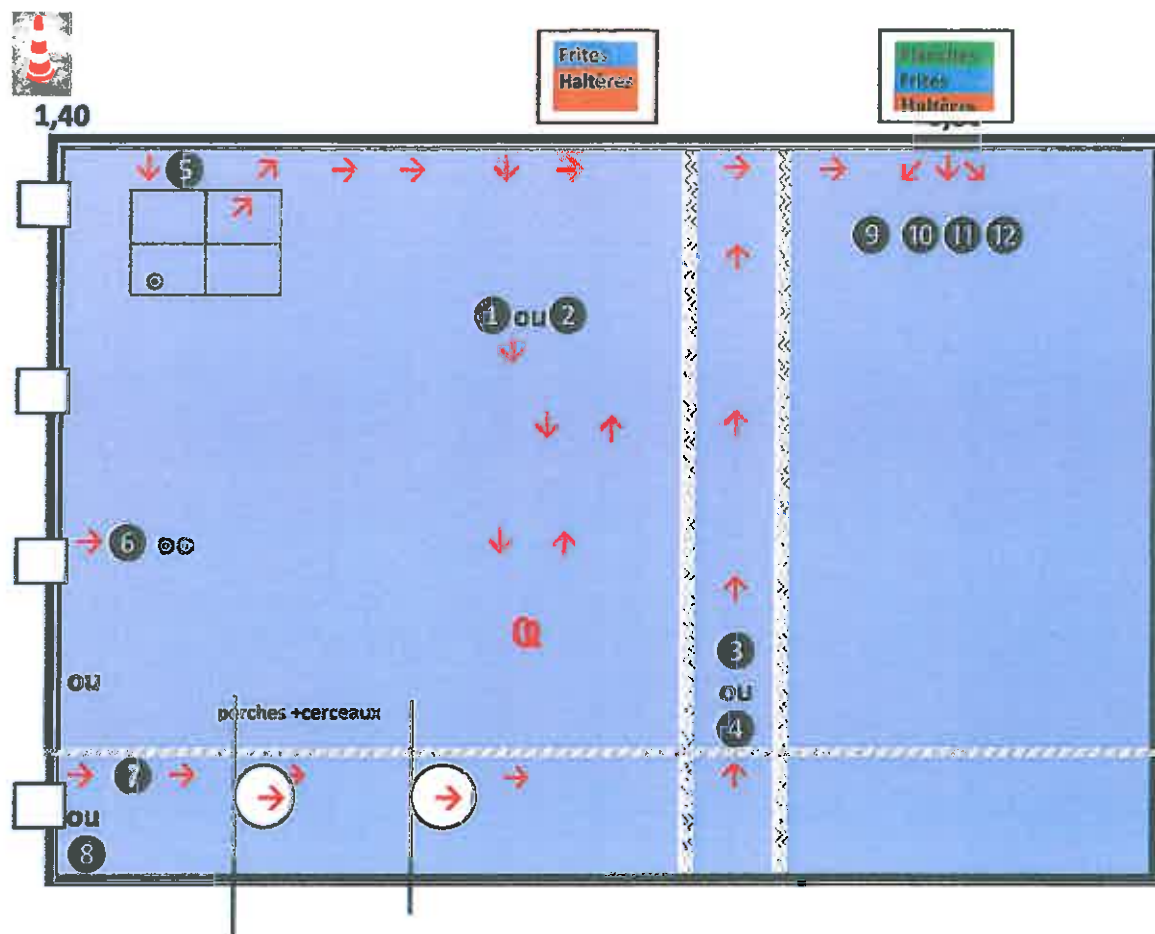 Frites
Haltères
Planches
Frites
Haltères
1,40
5
9 10 11 12
1 ou 2
6
3
ou
4
ou
perches +cerceaux
7
ou
8